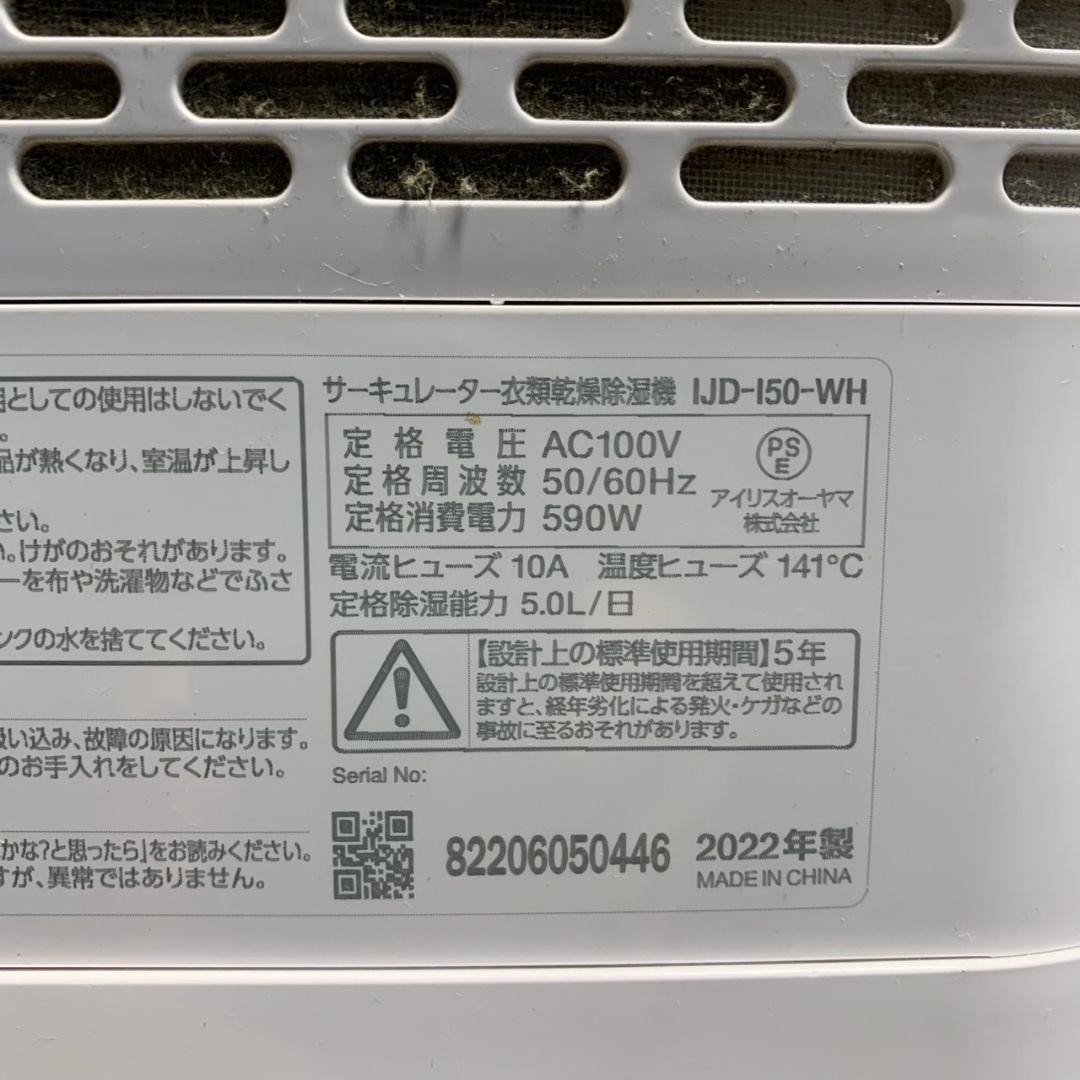 としての使用はしないでく
。
品が熱くなり、室温が上昇し
さい。
い。けがのおそれがあります。
ーを布や洗濯物などでふさ
ンクの水を捨ててください。
吸い込み、故障の原因になります。
のお手入れをしてください。
かな?と思ったら」をお読みください。
すが、異常ではありません。
サーキュレーター衣類乾燥除湿機 IJD-I50-WH
定格電圧 AC100V
定格周波数 50/60Hz
定格消費電力 590W
PS
E
アイリスオーヤマ
株式会社
電流ヒューズ 10A 温度ヒューズ 141°C
定格除湿能力 5.0L/日
【設計上の標準使用期間】5年
設計上の標準使用期間を超えて使用され
ますと、経年劣化による発火・ケガなどの
事故に至るおそれがあります。
Serial No:
82206050446
2022年製
MADE IN CHINA